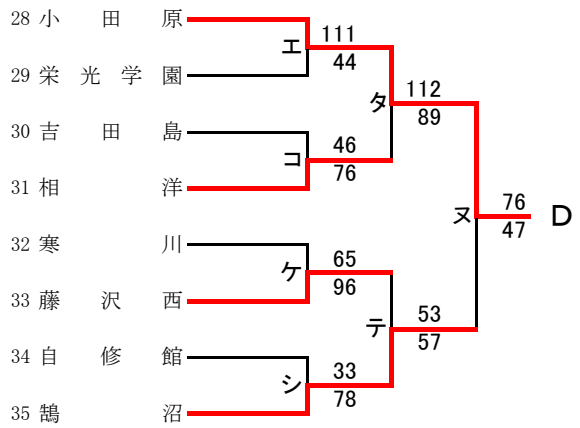 28 小田原
エ 111
44
29 栄光学園
タ 112
89
30 吉田島
コ 46
76
31 相洋
ヌ 76
47
D
32 寒川
ケ 65
96
33 藤沢西
テ 53
57
34 自修館
シ 33
78
35 鵠沼